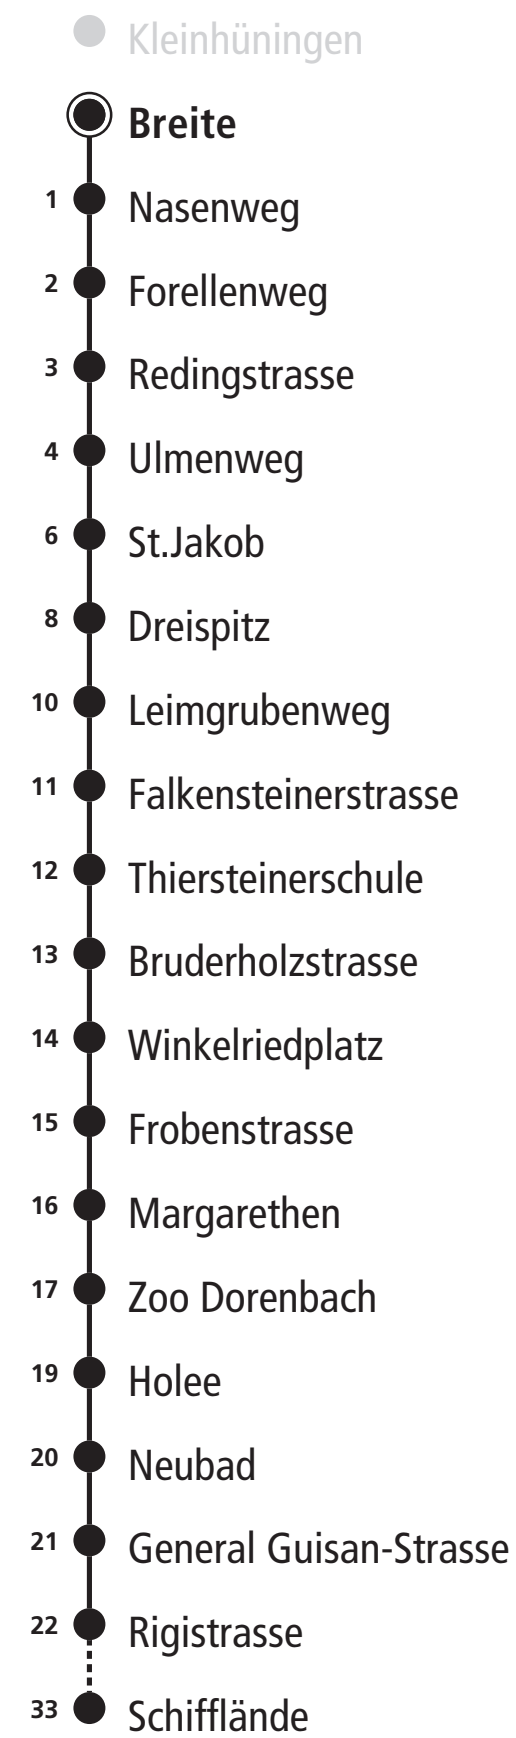 Kleinhüningen
Breite
1 Nasenweg
2 Forellenweg
3 Redingstrasse
4 Ulmenweg
6 St.Jakob
8 Dreispitz
10 Leimgrubenweg
11 Falkensteinerstrasse
12 Thiersteinerschule
13 Bruderholzstrasse
14 Winkelriedplatz
15 Frobenstrasse
16 Margarethen
17 Zoo Dorenbach
19 Holee
20 Neubad
21 General Guisan-Strasse
22 Rigistrasse
33 Schifflände